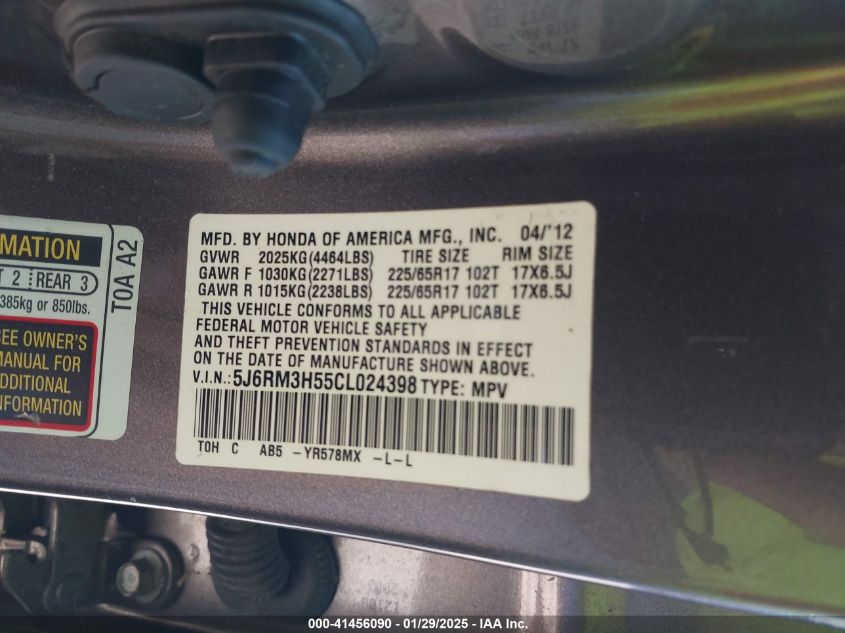 MFD. BY HONDA OF AMERICA MFG., INC. 04/'12
GVWR 2025KG(4464LBS) TIRE SIZE RIM SIZE
GAWR F 1030KG(2271LBS) 225/65R17 102T 17X6.5J
GAWR R 1015KG(2238LBS) 225/65R17 102T 17X6.5J
THIS VEHICLE CONFORMS TO ALL APPLICABLE
FEDERAL MOTOR VEHICLE SAFETY
AND THEFT PREVENTION STANDARDS IN EFFECT
ON THE DATE OF MANUFACTURE SHOWN ABOVE.
V.I.N.:5J6RM3H55CL024398 TYPE: MPV
TOH C AB5 -YR578MX -L-L
MATION
T 2 REAR 3
385kg or 850lbs.
SEE OWNER'S
MANUAL FOR
ADDITIONAL
INFORMATION
T0A A2
000-41456090 - 01/29/2025 - IAA Inc.